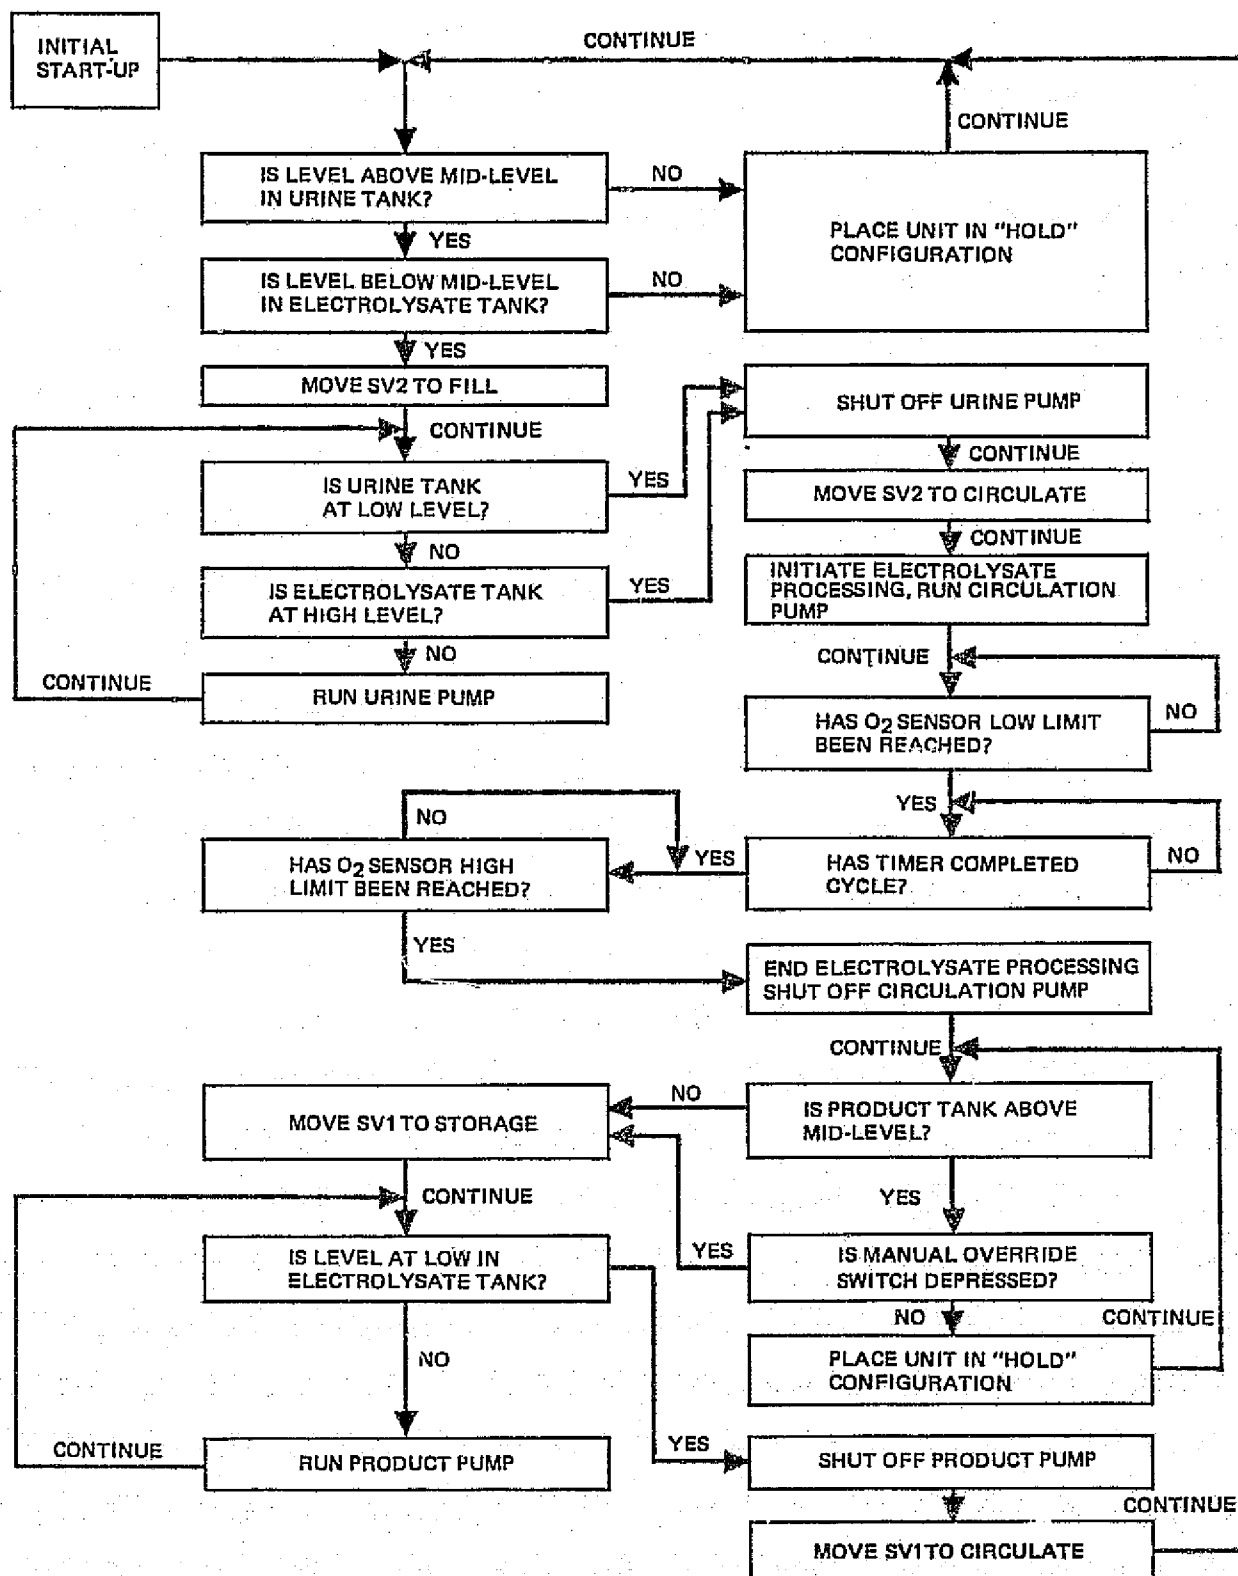 INITIAL
START-UP
CONTINUE
CONTINUE
IS LEVEL ABOVE MID-LEVEL
IN URINE TANK?
NO
PLACE UNIT IN "HOLD"
CONFIGURATION
YES
IS LEVEL BELOW MID-LEVEL
IN ELECTROLYSATE TANK?
NO
YES
MOVE SV2 TO FILL
SHUT OFF URINE PUMP
CONTINUE
CONTINUE
IS URINE TANK
AT LOW LEVEL?
YES
MOVE SV2 TO CIRCULATE
CONTINUE
NO
IS ELECTROLYSATE TANK
AT HIGH LEVEL?
YES
INITIATE ELECTROLYSATE
PROCESSING, RUN CIRCULATION
PUMP
NO
CONTINUE
CONTINUE
RUN URINE PUMP
HAS O2 SENSOR LOW LIMIT
BEEN REACHED?
NO
YES
NO
HAS O2 SENSOR HIGH
LIMIT BEEN REACHED?
YES
HAS TIMER COMPLETED
CYCLE?
NO
YES
END ELECTROLYSATE PROCESSING
SHUT OFF CIRCULATION PUMP
CONTINUE
MOVE SV1 TO STORAGE
NO
IS PRODUCT TANK ABOVE
MID-LEVEL?
CONTINUE
YES
IS LEVEL AT LOW IN
ELECTROLYSATE TANK?
YES
IS MANUAL OVERRIDE
SWITCH DEPRESSED?
NO
CONTINUE
NO
PLACE UNIT IN "HOLD"
CONFIGURATION
CONTINUE
RUN PRODUCT PUMP
YES
SHUT OFF PRODUCT PUMP
CONTINUE
MOVE SV1 TO CIRCULATE